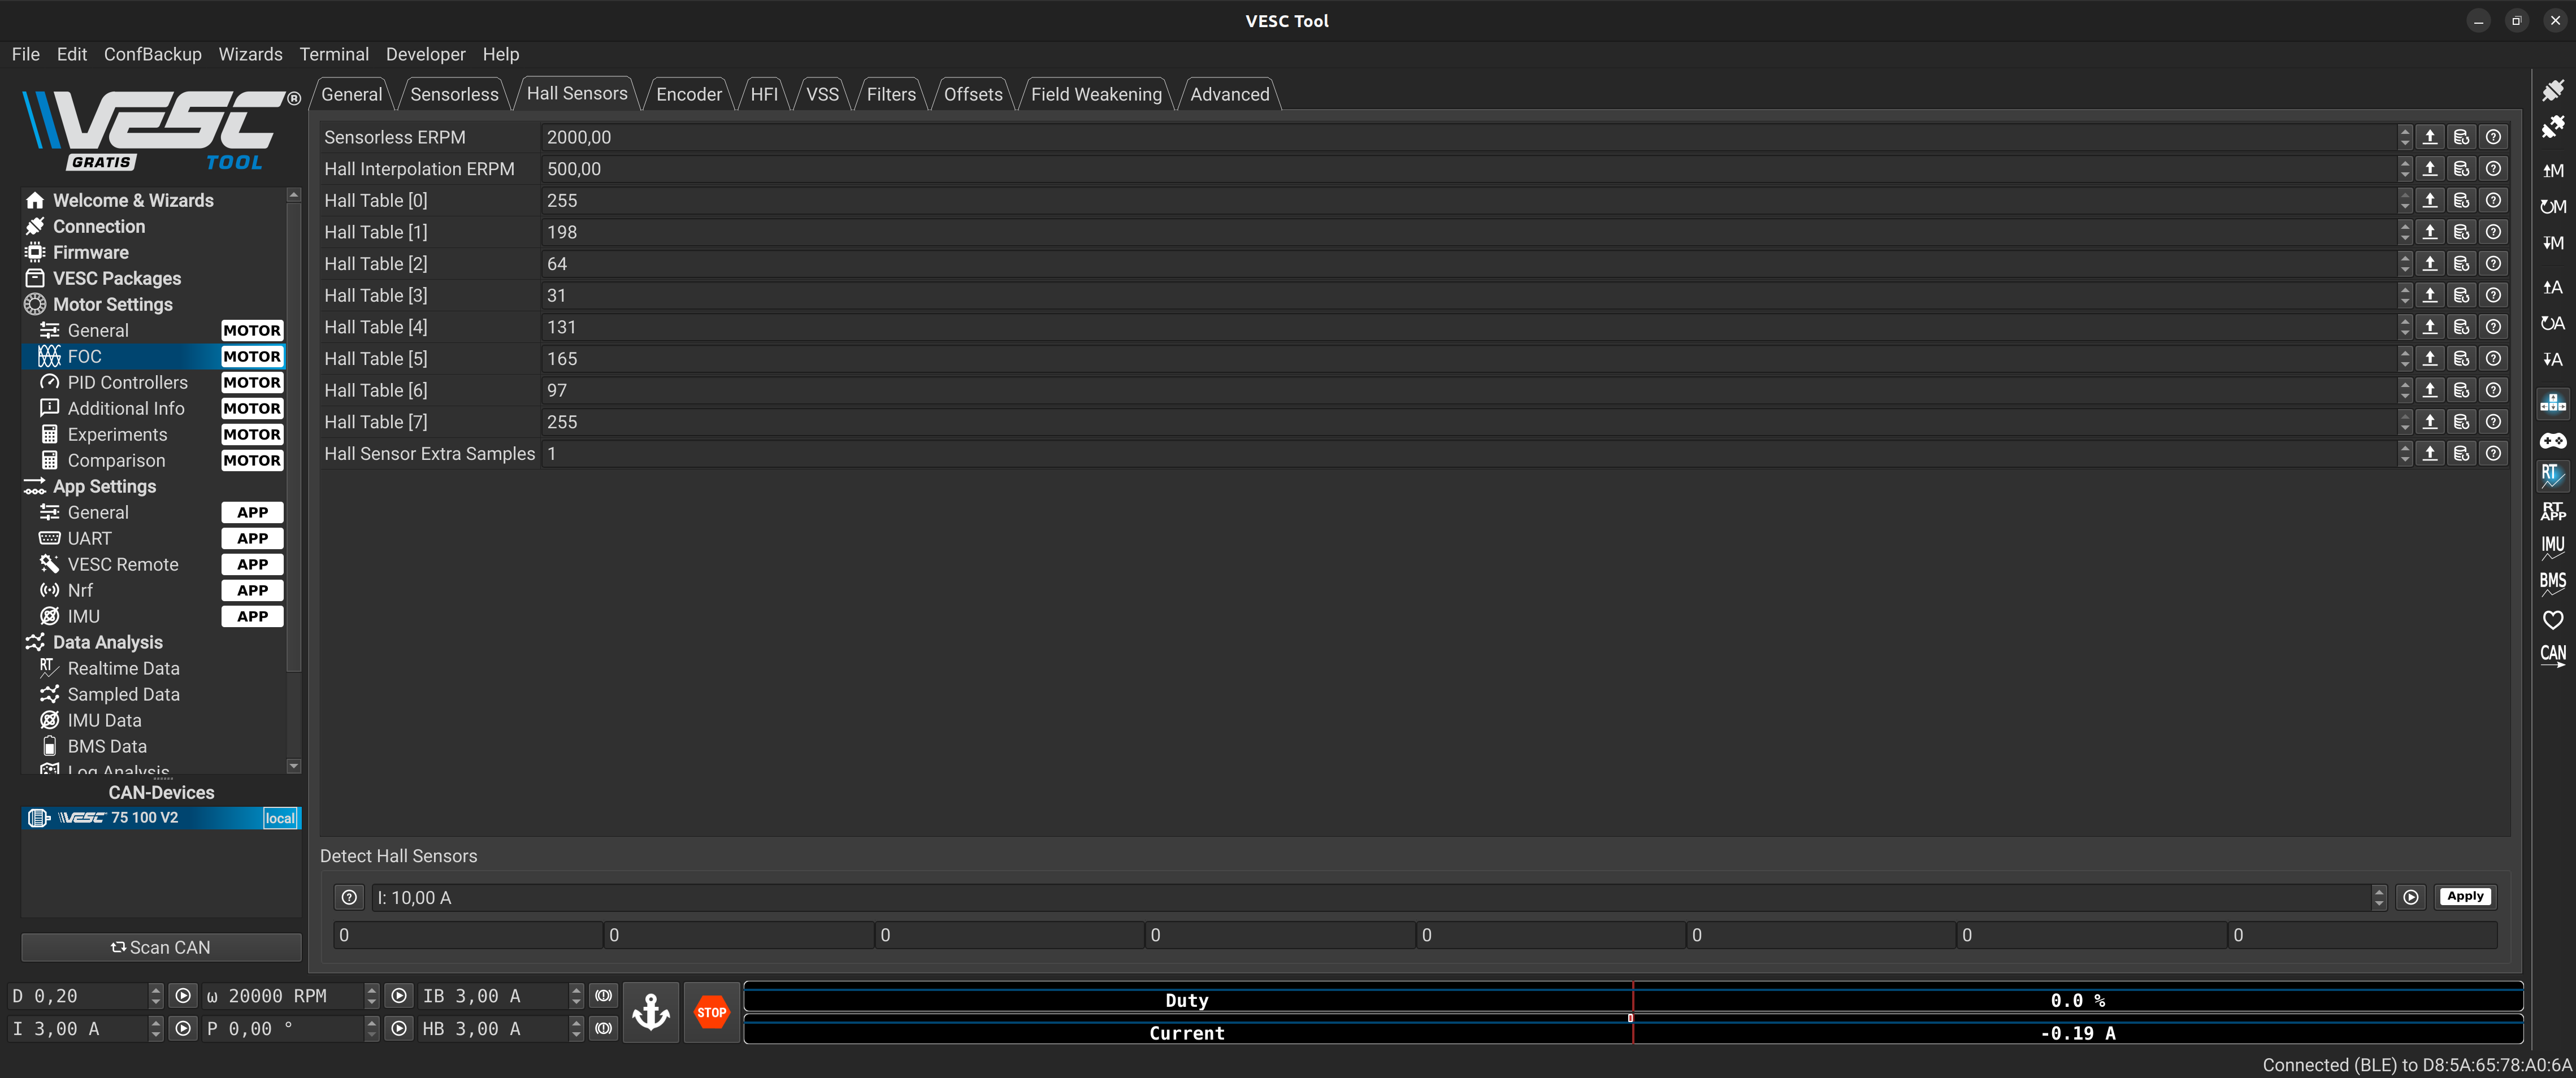 VESC Tool
File Edit ConfBackup Wizards Terminal Developer Help
VESC®
GRATIS TOOL
General Sensorless Hall Sensors Encoder HFI VSS Filters Offsets Field Weakening Advanced
Welcome & Wizards
Connection
Firmware
VESC Packages
Motor Settings
General MOTOR
FOC MOTOR
PID Controllers MOTOR
Additional Info MOTOR
Experiments MOTOR
Comparison MOTOR
App Settings
General APP
UART APP
VESC Remote APP
Nrf APP
IMU APP
Data Analysis
RT Realtime Data
Sampled Data
IMU Data
BMS Data
Log Analysis
CAN-Devices
VESC 75 100 V2 local
Scan CAN
Sensorless ERPM 2000,00
Hall Interpolation ERPM 500,00
Hall Table [0] 255
Hall Table [1] 198
Hall Table [2] 64
Hall Table [3] 31
Hall Table [4] 131
Hall Table [5] 165
Hall Table [6] 97
Hall Table [7] 255
Hall Sensor Extra Samples 1
Detect Hall Sensors
I: 10,00 A Apply
0 0 0 0 0 0 0 0
M
M
M
A
A
A
RT
RT APP
IMU
BMS
CAN
D 0,20 ω 20000 RPM IB 3,00 A
I 3,00 A P 0,00 ° HB 3,00 A
STOP
Duty 0.0 %
Current -0.19 A
Connected (BLE) to D8:5A:65:78:A0:6A